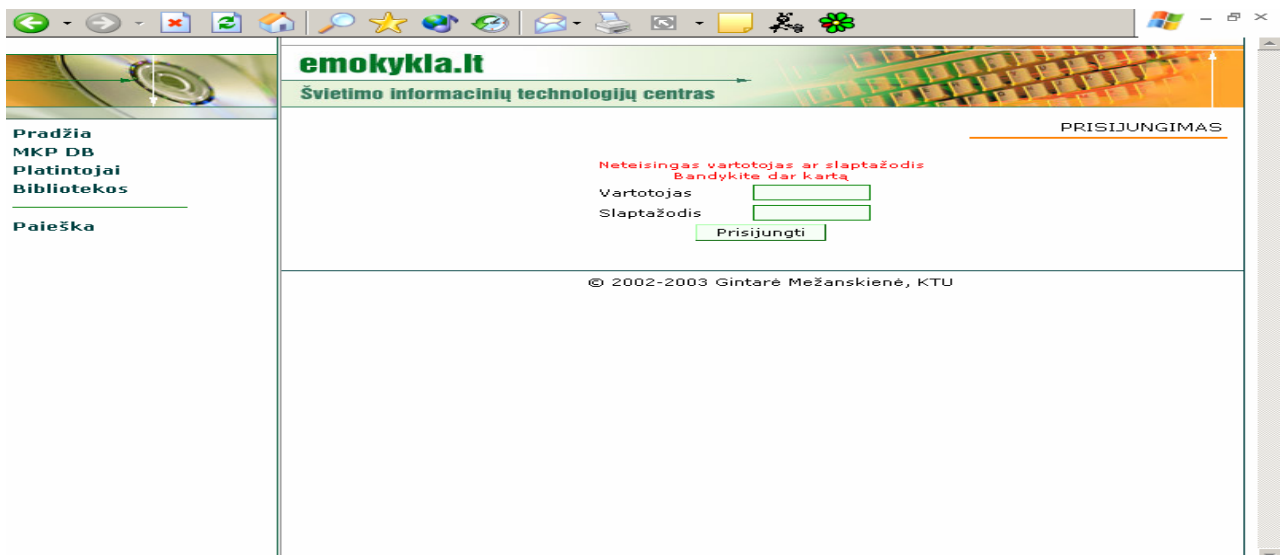 emokykla.lt
Švietimo informacinių technologijų centras
Pradžia
MKP DB
Platintojai
Bibliotekos
Paieška
PRISIJUNGIMAS
Neteisingas vartotojas ar slaptažodis
Bandykite dar kartą
Vartotojas
Slaptažodis
Prisijungti
© 2002-2003 Gintarė Mežanskienė, KTU